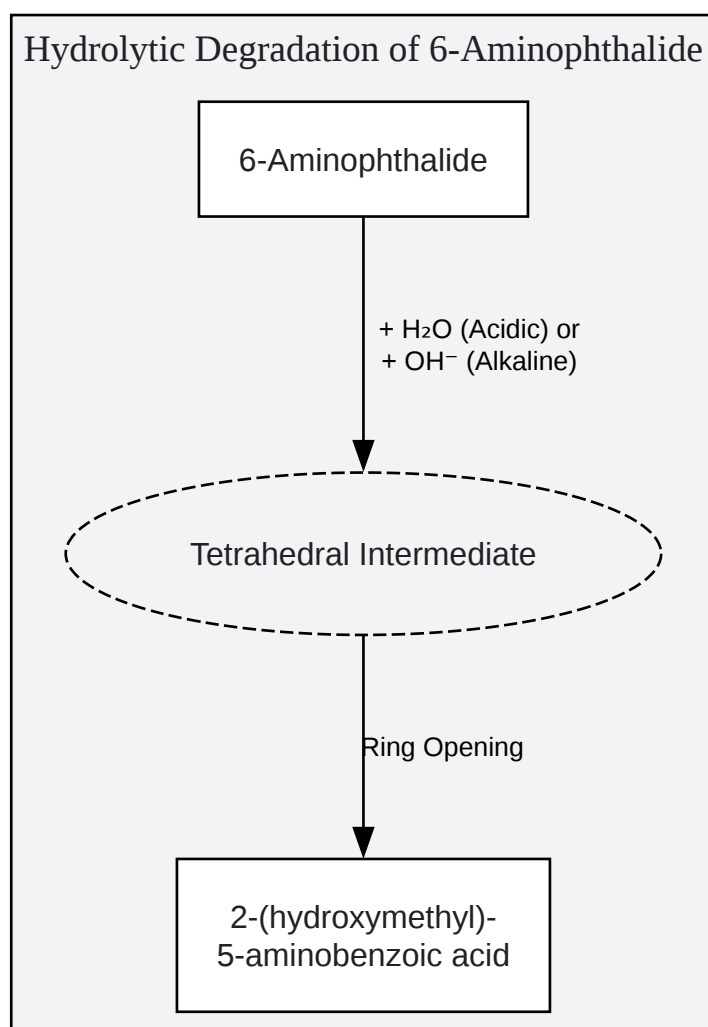 Hydrolytic Degradation of 6-Aminophthalide
6-Aminophthalide
+ H₂O (Acidic) or
+ OH⁻ (Alkaline)
Tetrahedral Intermediate
Ring Opening
2-(hydroxymethyl)-
5-aminobenzoic acid